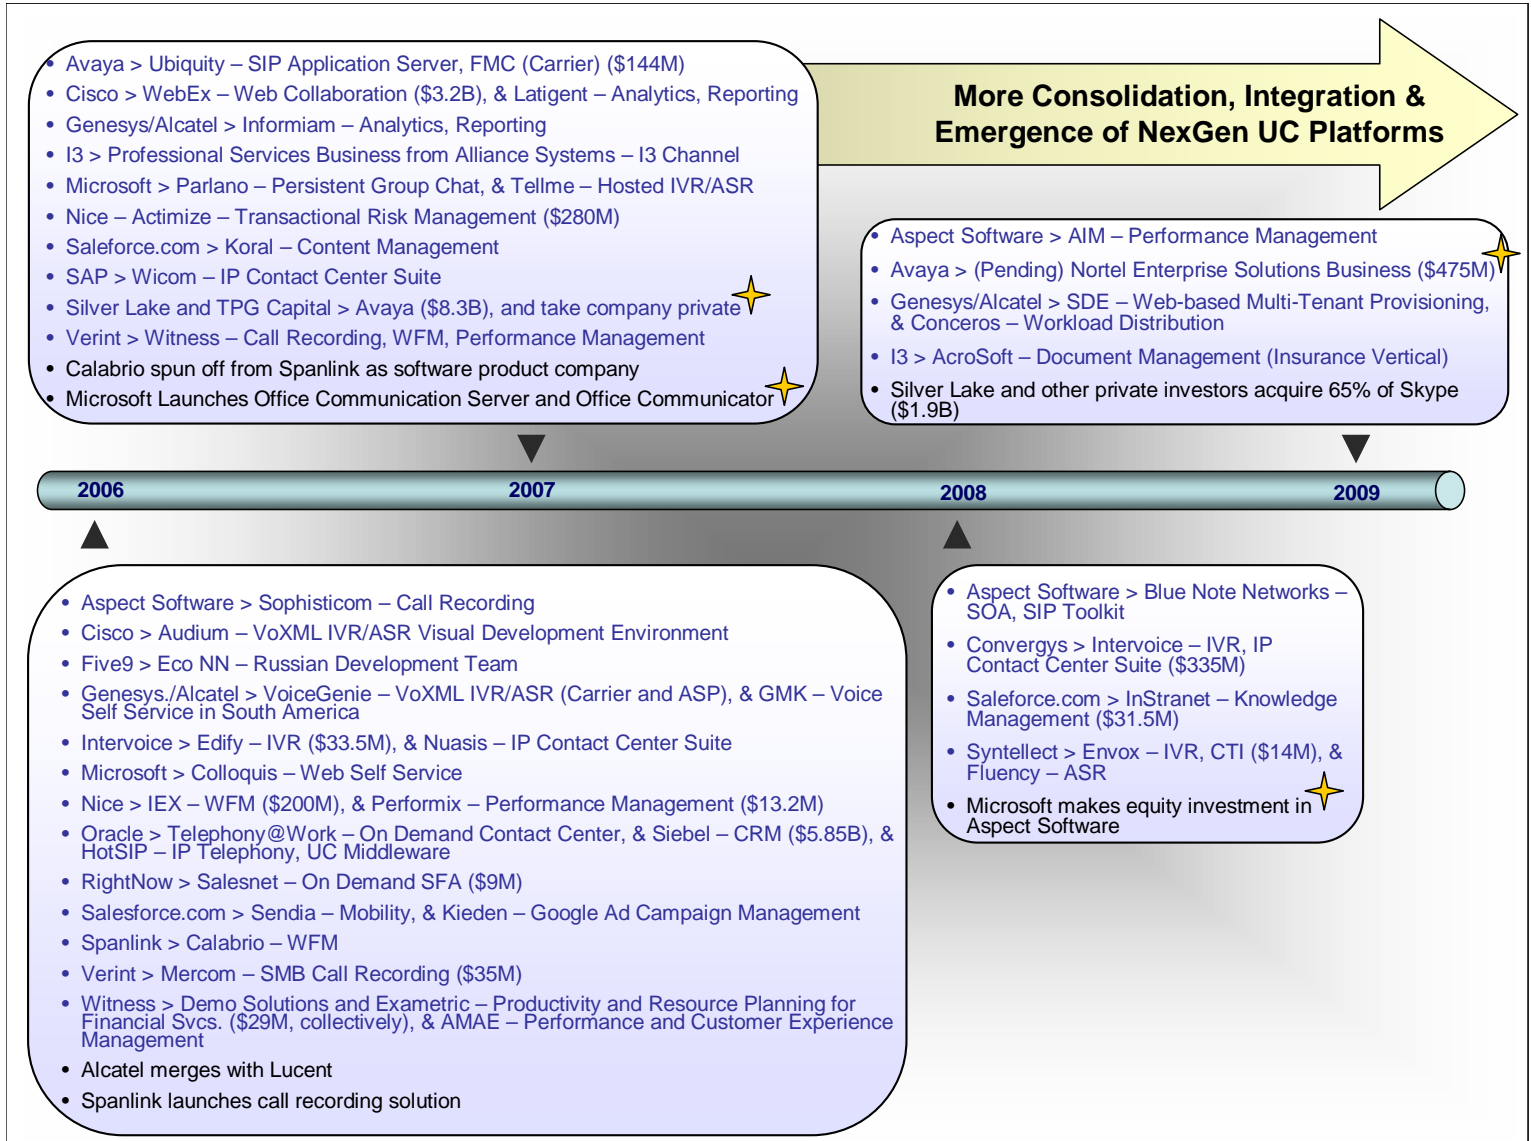 • Avaya > Ubiquity – SIP Application Server, FMC (Carrier) ($144M)
• Cisco > WebEx – Web Collaboration ($3.2B), & Latigent – Analytics, Reporting
• Genesys/Alcatel > Informiam – Analytics, Reporting
• I3 > Professional Services Business from Alliance Systems – I3 Channel
• Microsoft > Parlano – Persistent Group Chat, & Tellme – Hosted IVR/ASR
• Nice – Actimize – Transactional Risk Management ($280M)
• Saleforce.com > Koral – Content Management
• SAP > Wicom – IP Contact Center Suite
• Silver Lake and TPG Capital > Avaya ($8.3B), and take company private
• Verint > Witness – Call Recording, WFM, Performance Management
• Calabrio spun off from Spanlink as software product company
• Microsoft Launches Office Communication Server and Office Communicator
More Consolidation, Integration &
Emergence of NexGen UC Platforms
• Aspect Software > AIM – Performance Management
• Avaya > (Pending) Nortel Enterprise Solutions Business ($475M)
• Genesys/Alcatel > SDE – Web-based Multi-Tenant Provisioning,
& Conceros – Workload Distribution
• I3 > AcroSoft – Document Management (Insurance Vertical)
• Silver Lake and other private investors acquire 65% of Skype
($1.9B)
2006
2007
2008
2009
• Aspect Software > Sophisticom – Call Recording
• Cisco > Audium – VoXML IVR/ASR Visual Development Environment
• Five9 > Eco NN – Russian Development Team
• Genesys./Alcatel > VoiceGenie – VoXML IVR/ASR (Carrier and ASP), & GMK – Voice
Self Service in South America
• Intervoice > Edify – IVR ($33.5M), & Nuasis – IP Contact Center Suite
• Microsoft > Colloquis – Web Self Service
• Nice > IEX – WFM ($200M), & Performix – Performance Management ($13.2M)
• Oracle > Telephony@Work – On Demand Contact Center, & Siebel – CRM ($5.85B), &
HotSIP – IP Telephony, UC Middleware
• RightNow > Salesnet – On Demand SFA ($9M)
• Salesforce.com > Sendia – Mobility, & Kieden – Google Ad Campaign Management
• Spanlink > Calabrio – WFM
• Verint > Mercom – SMB Call Recording ($35M)
• Witness > Demo Solutions and Exametric – Productivity and Resource Planning for
Financial Svcs. ($29M, collectively), & AMAE – Performance and Customer Experience
Management
• Alcatel merges with Lucent
• Spanlink launches call recording solution
• Aspect Software > Blue Note Networks –
SOA, SIP Toolkit
• Convergys > Intervoice – IVR, IP
Contact Center Suite ($335M)
• Saleforce.com > InStranet – Knowledge
Management ($31.5M)
• Syntellect > Envox – IVR, CTI ($14M), &
Fluency – ASR
• Microsoft makes equity investment in
Aspect Software